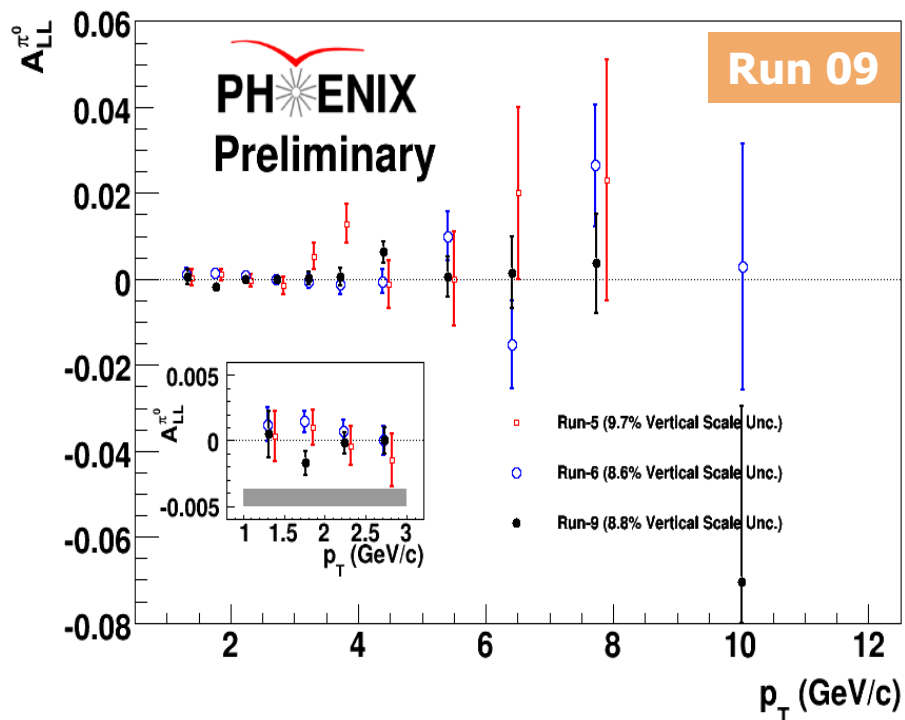 A_LL^π⁰
0.06
0.04
0.02
0
-0.02
-0.04
-0.06
-0.08
PHENIX
Preliminary
Run 09
A_LL^π⁰
0.005
0
-0.005
1 1.5 2 2.5 3
p_T (GeV/c)
Run-5 (9.7% Vertical Scale Unc.)
Run-6 (8.6% Vertical Scale Unc.)
Run-9 (8.8% Vertical Scale Unc.)
2 4 6 8 10 12
p_T (GeV/c)